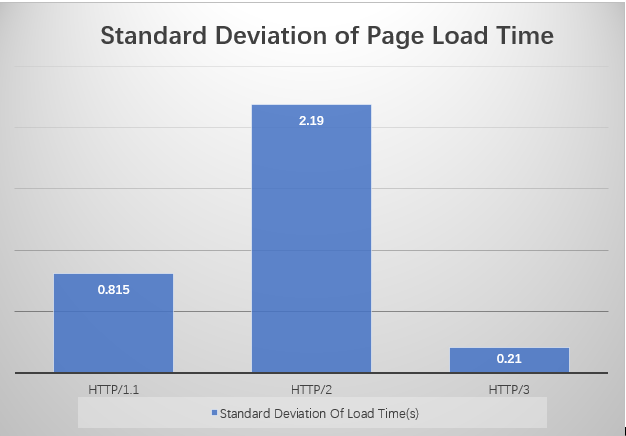 Standard Deviation of Page Load Time
2.19
0.815
0.21
HTTP/1.1 HTTP/2 HTTP/3
Standard Deviation Of Load Time(s)